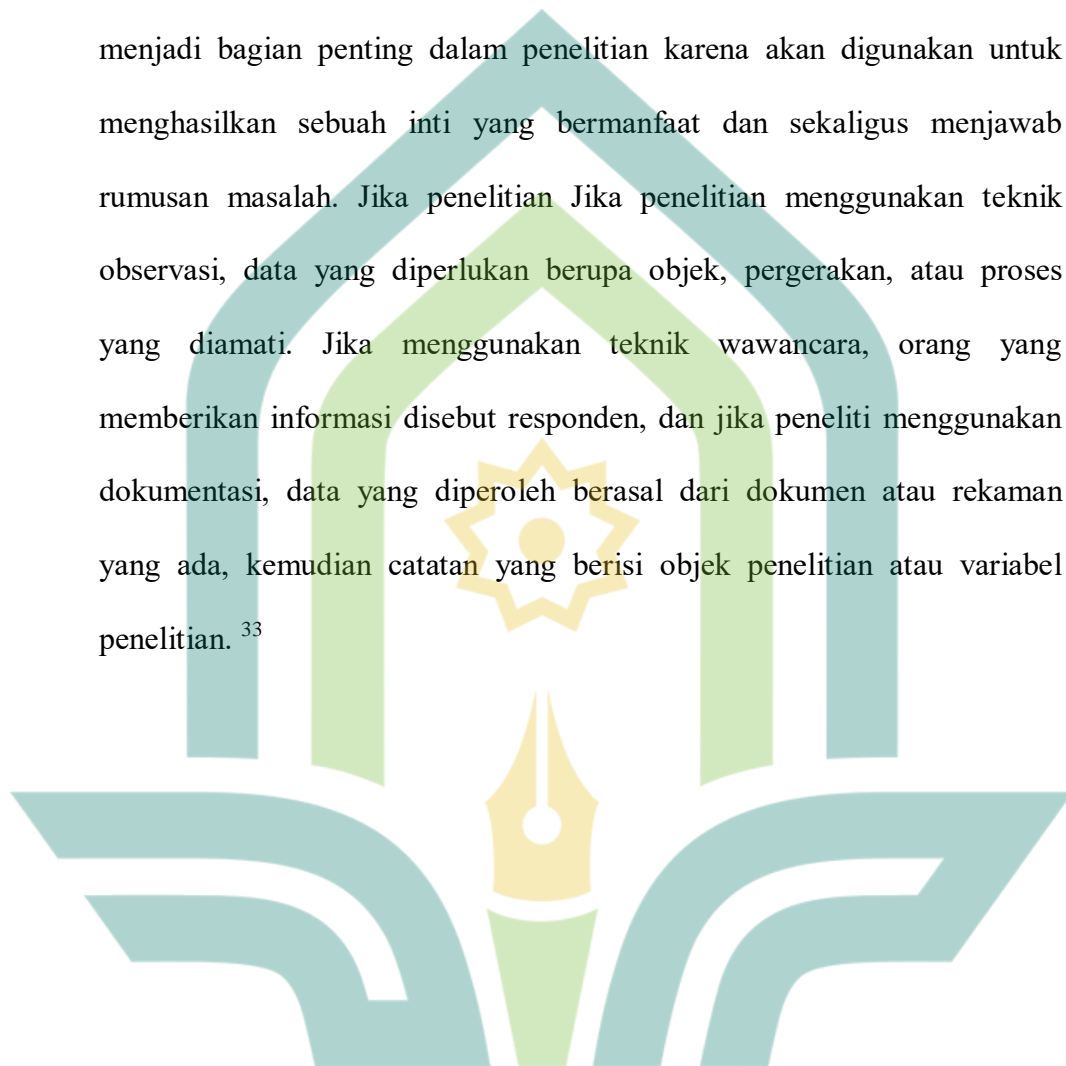 menjadi bagian penting dalam penelitian karena akan digunakan untuk
menghasilkan sebuah inti yang bermanfaat dan sekaligus menjawab
rumusan masalah. Jika penelitian Jika penelitian menggunakan teknik
observasi, data yang diperlukan berupa objek, pergerakan, atau proses
yang diamati. Jika menggunakan teknik wawancara, orang yang
memberikan informasi disebut responden, dan jika peneliti menggunakan
dokumentasi, data yang diperoleh berasal dari dokumen atau rekaman
yang ada, kemudian catatan yang berisi objek penelitian atau variabel
penelitian. 33